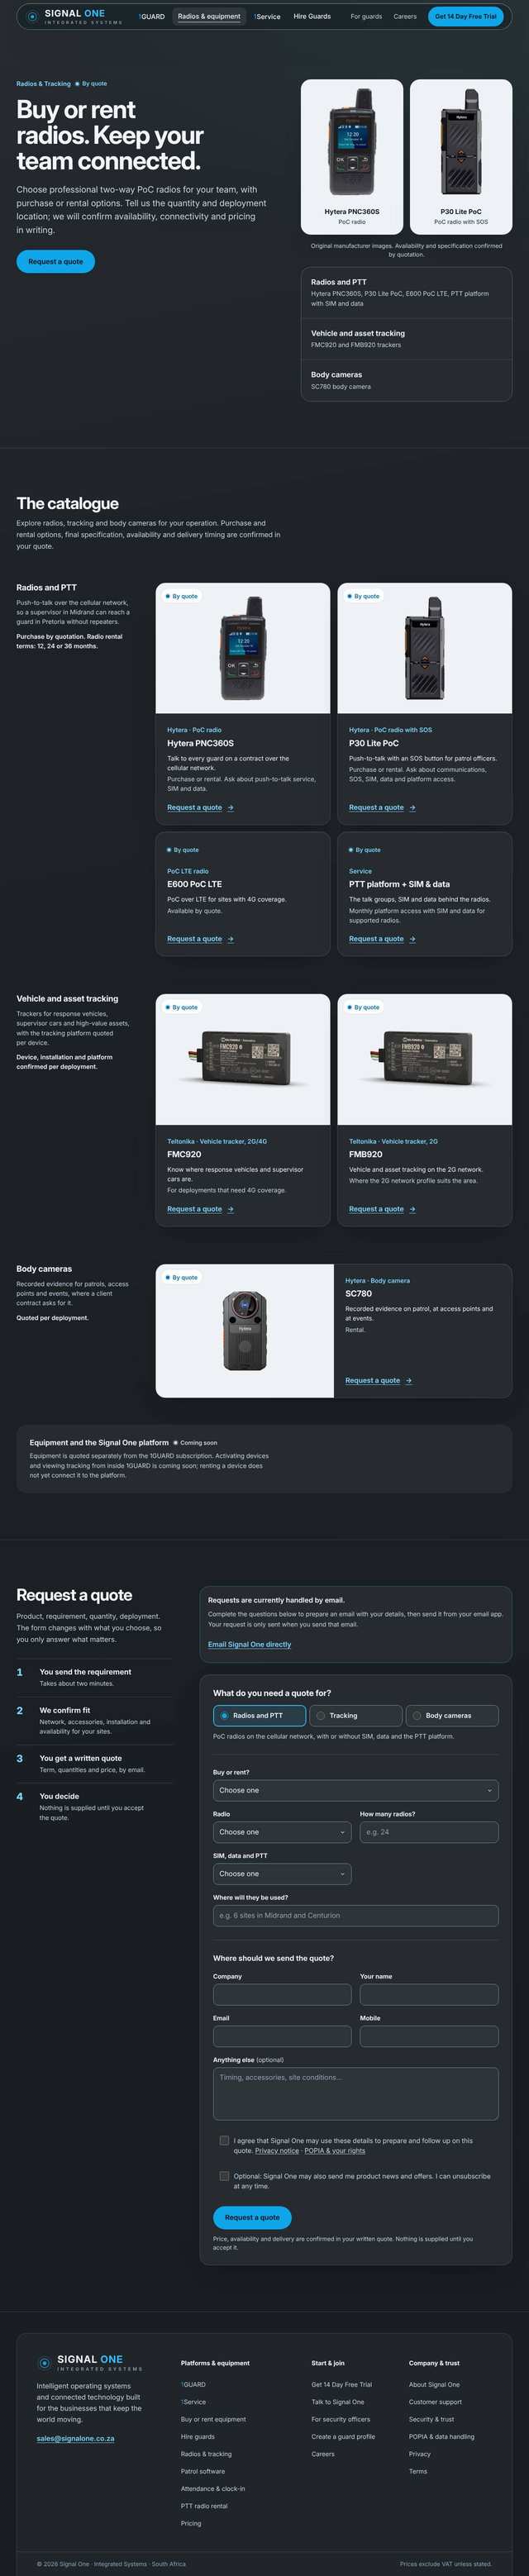 SIGNAL ONE
INTEGRATED SYSTEMS
1GUARD
Radios & equipment
1Service
Hire Guards
For guards
Careers
Get 14 Day Free Trial
Radios & Tracking
By quote
Buy or rent
radios. Keep your
team connected.
Choose professional two-way PoC radios for your team, with
purchase or rental options. Tell us the quantity and deployment
location; we will confirm availability, connectivity and pricing
in writing.
Request a quote
Hytera PNC360S
PoC radio
P30 Lite PoC
PoC radio with SOS
Original manufacturer images. Availability and specification confirmed
by quotation.
Radios and PTT
Hytera PNC360S, P30 Lite PoC, E600 PoC LTE, PTT platform
with SIM and data
Vehicle and asset tracking
FMC920 and FMB920 trackers
Body cameras
SC780 body camera
The catalogue
Explore radios, tracking and body cameras for your operation. Purchase and
rental options, final specification, availability and delivery timing are confirmed in
your quote.
Radios and PTT
Push-to-talk over the cellular network,
so a supervisor in Midrand can reach a
guard in Pretoria without repeaters.
Purchase by quotation. Radio rental
terms: 12, 24 or 36 months.
By quote
Hytera · PoC radio
Hytera PNC360S
Talk to every guard on a contract over the
cellular network.
Purchase or rental. Ask about push-to-talk service,
SIM and data.
Request a quote →
By quote
Hytera · PoC radio with SOS
P30 Lite PoC
Push-to-talk with an SOS button for patrol officers.
Purchase or rental. Ask about communications,
SOS, SIM, data and platform access.
Request a quote →
By quote
PoC LTE radio
E600 PoC LTE
PoC over LTE for sites with 4G coverage.
Available by quote.
Request a quote →
By quote
Service
PTT platform + SIM & data
The talk groups, SIM and data behind the radios.
Monthly platform access with SIM and data for
supported radios.
Request a quote →
Vehicle and asset tracking
Trackers for response vehicles,
supervisor cars and high-value assets,
with the tracking platform quoted
per device.
Device, installation and platform
confirmed per deployment.
By quote
FMC920
Teltonika · Vehicle tracker, 2G/4G
FMC920
Know where response vehicles and supervisor
cars are.
For deployments that need 4G coverage.
Request a quote →
By quote
FMB920
Teltonika · Vehicle tracker, 2G
FMB920
Vehicle and asset tracking on the 2G network.
Where the 2G network profile suits the area.
Request a quote →
Body cameras
Recorded evidence for patrols, access
points and events, where a client
contract asks for it.
Quoted per deployment.
By quote
Hytera
Hytera · Body camera
SC780
Recorded evidence on patrol, at access points and
at events.
Rental.
Request a quote →
Equipment and the Signal One platform
Coming soon
Equipment is quoted separately from the 1GUARD subscription. Activating devices
and viewing tracking from inside 1GUARD is coming soon; renting a device does
not yet connect it to the platform.
Request a quote
Product, requirement, quantity, deployment.
The form changes with what you choose, so
you only answer what matters.
1
You send the requirement
Takes about two minutes.
2
We confirm fit
Network, accessories, installation and
availability for your sites.
3
You get a written quote
Term, quantities and price, by email.
4
You decide
Nothing is supplied until you accept
the quote.
Requests are currently handled by email.
Complete the questions below to prepare an email with your details, then send it from your email app.
Your request is only sent when you send that email.
Email Signal One directly
What do you need a quote for?
Radios and PTT
Tracking
Body cameras
PoC radios on the cellular network, with or without SIM, data and the PTT platform.
Buy or rent?
Choose one
Radio
How many radios?
Choose one
e.g. 24
SIM, data and PTT
Choose one
Where will they be used?
e.g. 6 sites in Midrand and Centurion
Where should we send the quote?
Company
Your name
Email
Mobile
Anything else (optional)
Timing, accessories, site conditions...
I agree that Signal One may use these details to prepare and follow up on this
quote. Privacy notice · POPIA & your rights
Optional: Signal One may also send me product news and offers. I can unsubscribe
at any time.
Request a quote
Price, availability and delivery are confirmed in your written quote. Nothing is supplied until you
accept it.
SIGNAL ONE
INTEGRATED SYSTEMS
Intelligent operating systems
and connected technology built
for the businesses that keep the
world moving.
sales@signalone.co.za
Platforms & equipment
1GUARD
1Service
Buy or rent equipment
Hire guards
Radios & tracking
Patrol software
Attendance & clock-in
PTT radio rental
Pricing
Start & join
Get 14 Day Free Trial
Talk to Signal One
For security officers
Create a guard profile
Careers
Company & trust
About Signal One
Customer support
Security & trust
POPIA & data handling
Privacy
Terms
© 2026 Signal One · Integrated Systems · South Africa
Prices exclude VAT unless stated.